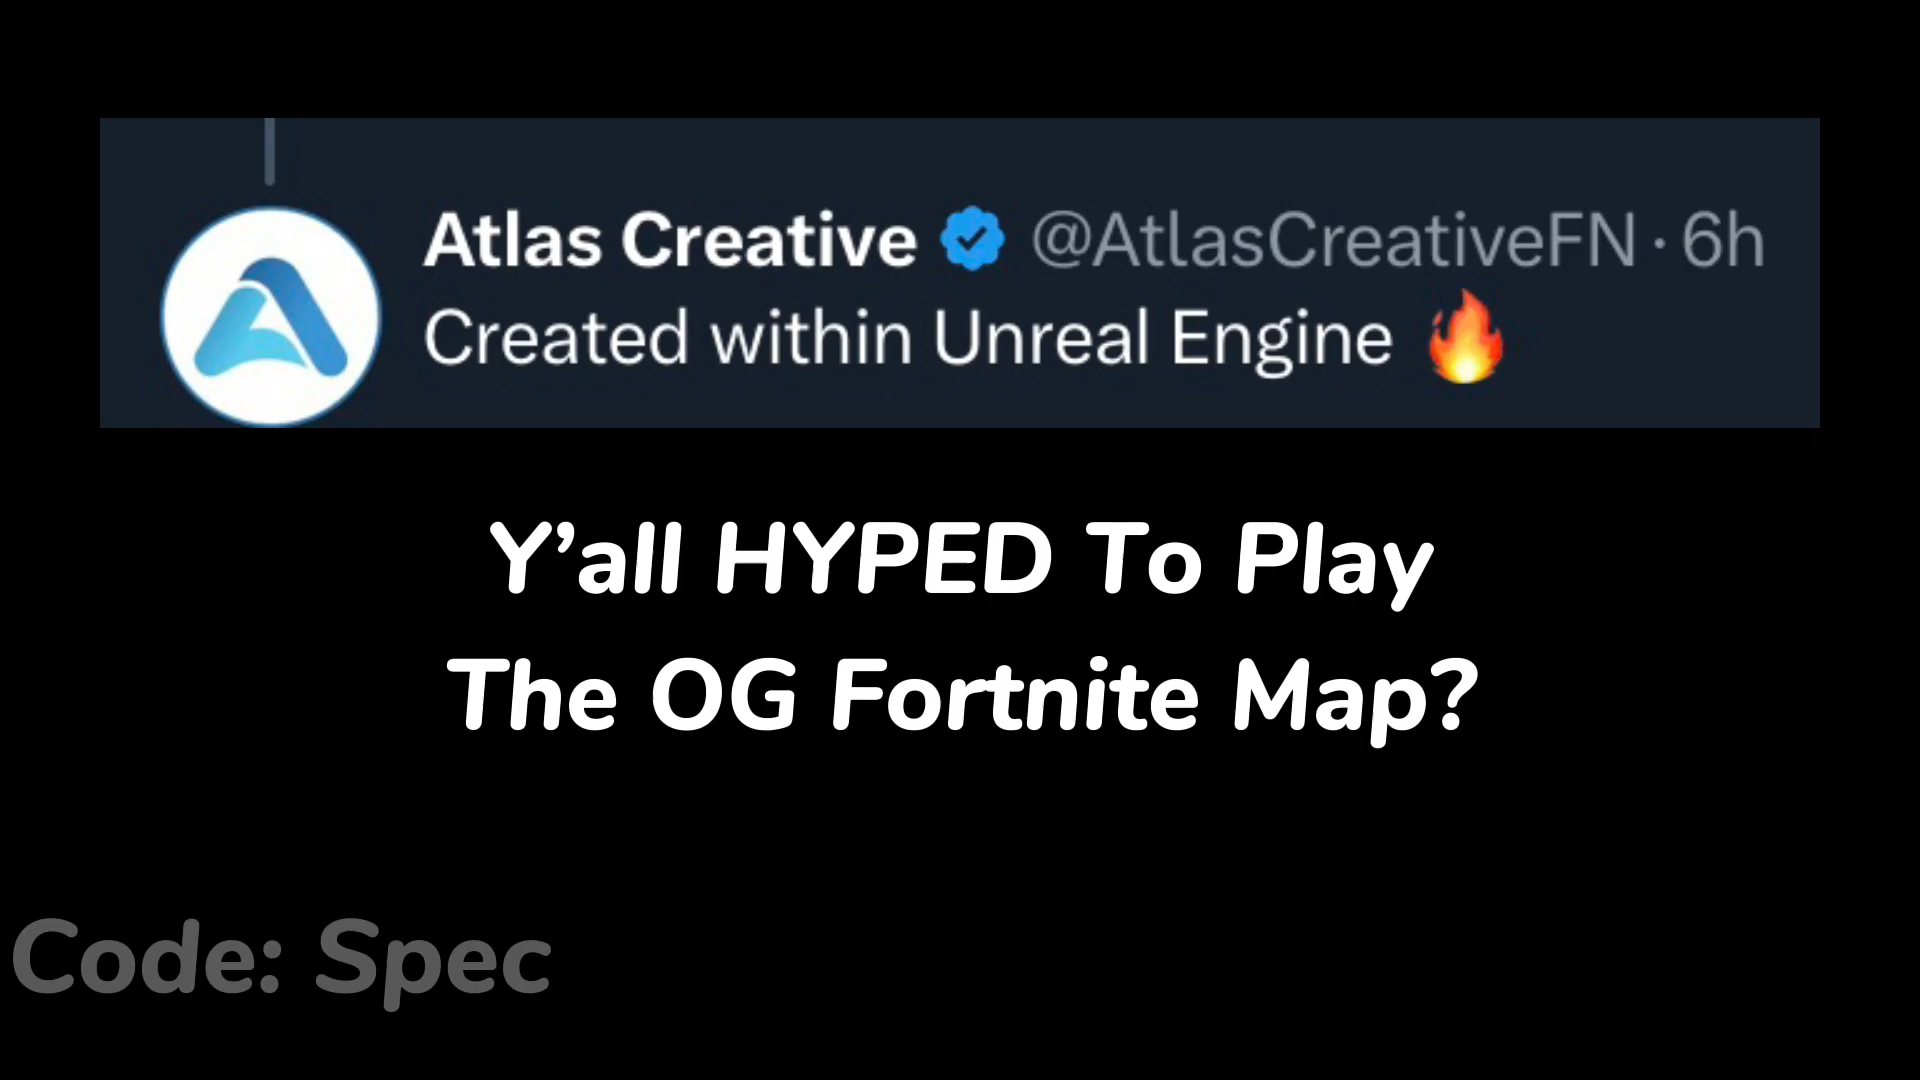 Atlas Creative @AtlasCreativeFN · 6h
Created within Unreal Engine 🔥
Y’all HYPED To Play
The OG Fortnite Map?
Code: Spec